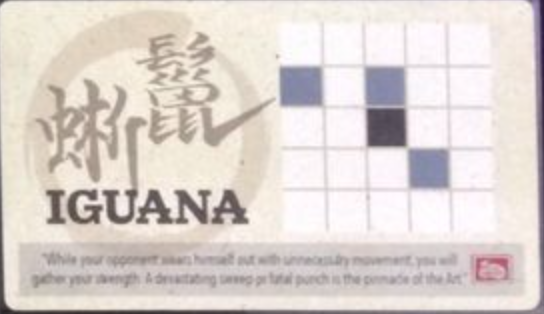 鬣
蜥
IGUANA
"While your opponent wears himself out with unnecessary movement, you will
gather your strength. A devastating sweep or fatal punch is the pinnacle of the Art."